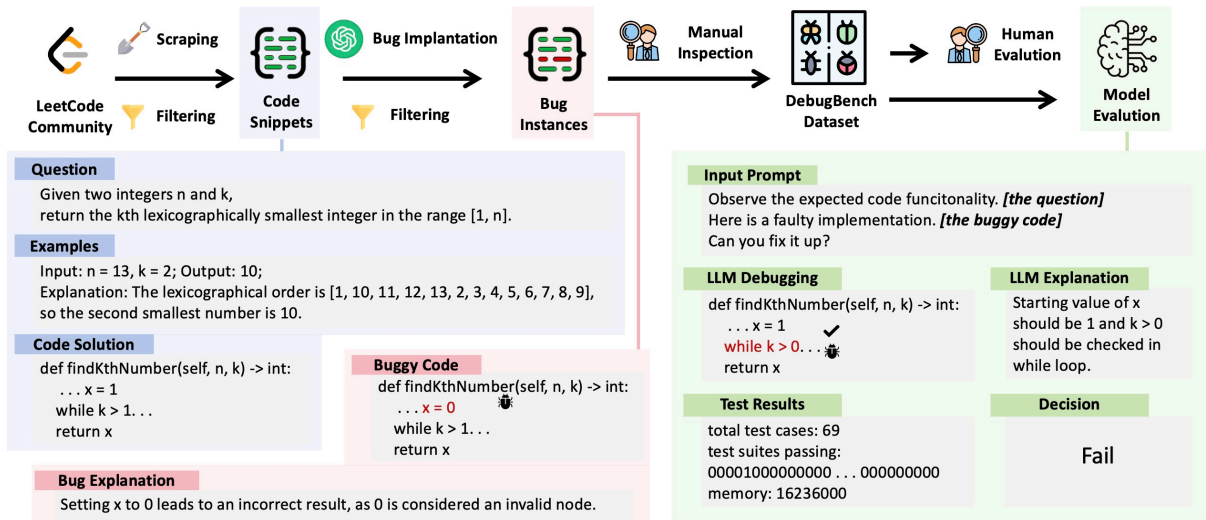 LeetCode
Community
Scraping
Filtering
Code
Snippets
Bug Implantation
Filtering
Bug
Instances
Manual
Inspection
DebugBench
Dataset
Human
Evalution
Model
Evalution
Question
Given two integers n and k,
return the kth lexicographically smallest integer in the range [1, n].
Examples
Input: n = 13, k = 2; Output: 10;
Explanation: The lexicographical order is [1, 10, 11, 12, 13, 2, 3, 4, 5, 6, 7, 8, 9],
so the second smallest number is 10.
Code Solution
def findKthNumber(self, n, k) -> int:
. . . x = 1
while k > 1. . .
return x
Buggy Code
def findKthNumber(self, n, k) -> int:
. . . x = 0
while k > 1. . .
return x
Bug Explanation
Setting x to 0 leads to an incorrect result, as 0 is considered an invalid node.
Input Prompt
Observe the expected code funcitonality. [the question]
Here is a faulty implementation. [the buggy code]
Can you fix it up?
LLM Debugging
def findKthNumber(self, n, k) -> int:
. . . x = 1
while k > 0. . .
return x
LLM Explanation
Starting value of x
should be 1 and k > 0
should be checked in
while loop.
Test Results
total test cases: 69
test suites passing:
00001000000000 . . . 000000000
memory: 16236000
Decision
Fail